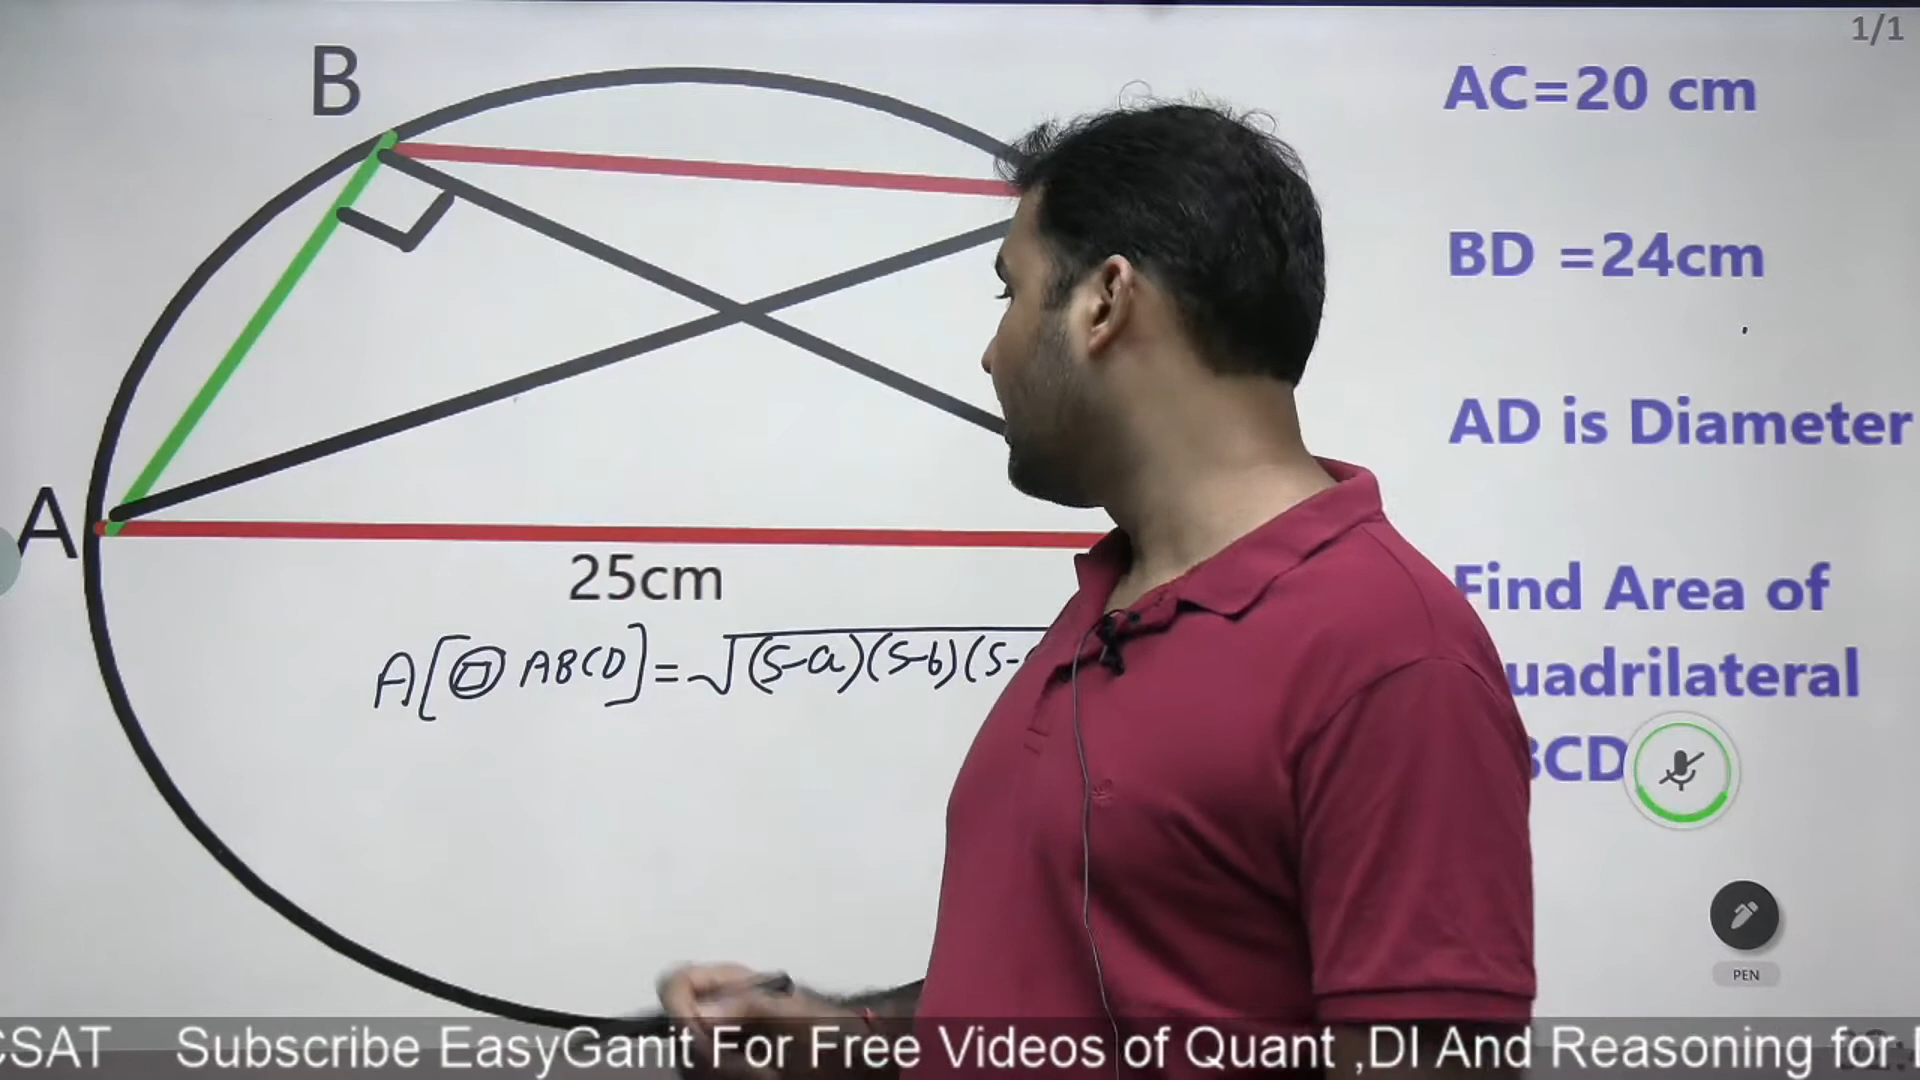 1/1
B
AC=20 cm
BD =24cm
AD is Diameter
A
25cm
Find Area of
uadrilateral
BCD
A[ ABCD]=√(S-a)(S-b)(S-
PEN
CSAT Subscribe EasyGanit For Free Videos of Quant ,DI And Reasoning for